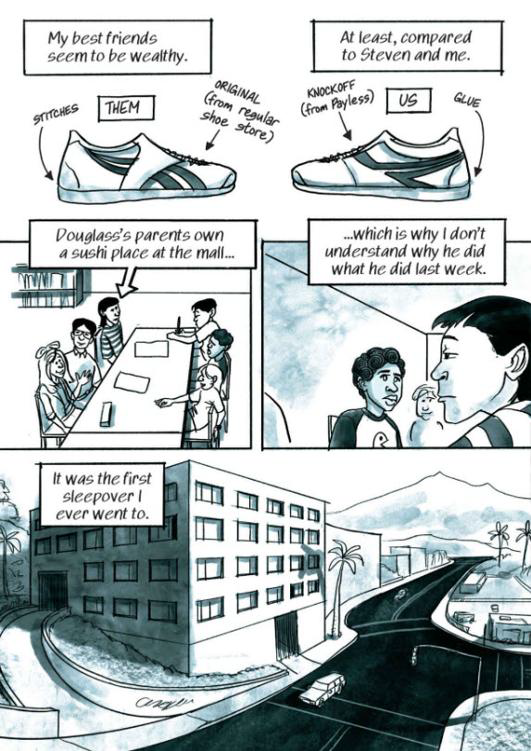 My best friends
seem to be wealthy.
At least, compared
to Steven and me.
STITCHES
THEM
ORIGINAL
(from regular
shoe store)
KNOCKOFF
(from Payless)
US
GLUE
Douglass's parents own
a sushi place at the mall...
...which is why I don't
understand why he did
what he did last week.
It was the first
sleepover I
ever went to.